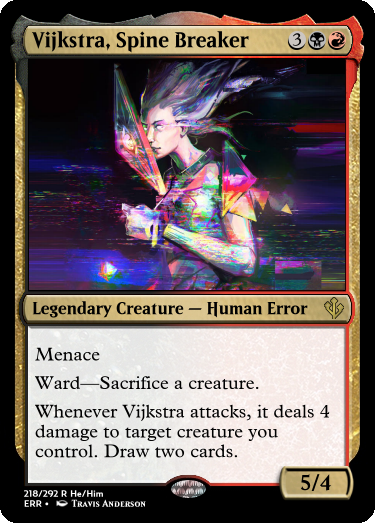 Vijkstra, Spine Breaker 3
Legendary Creature — Human Error
Menace
Ward—Sacrifice a creature.
Whenever Vijkstra attacks, it deals 4
damage to target creature you
control. Draw two cards.
5/4
218/292 R He/Him
ERR • Travis Anderson